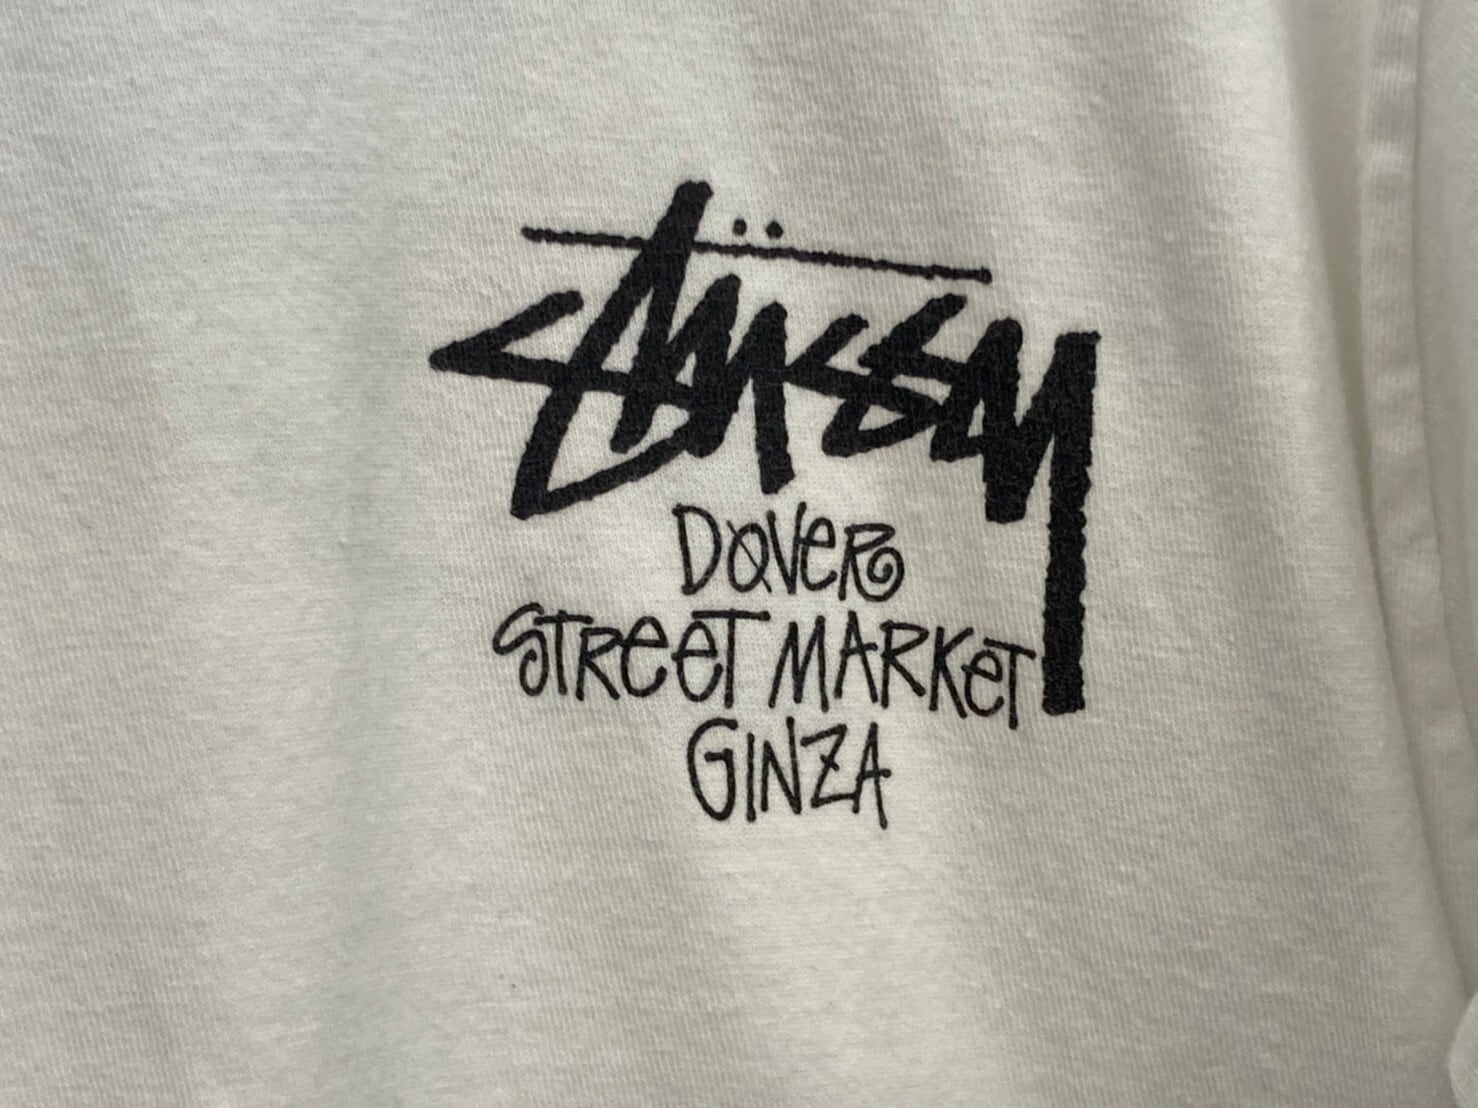 Stüssy
DOVeR
STReeT MARKeT
GINZA